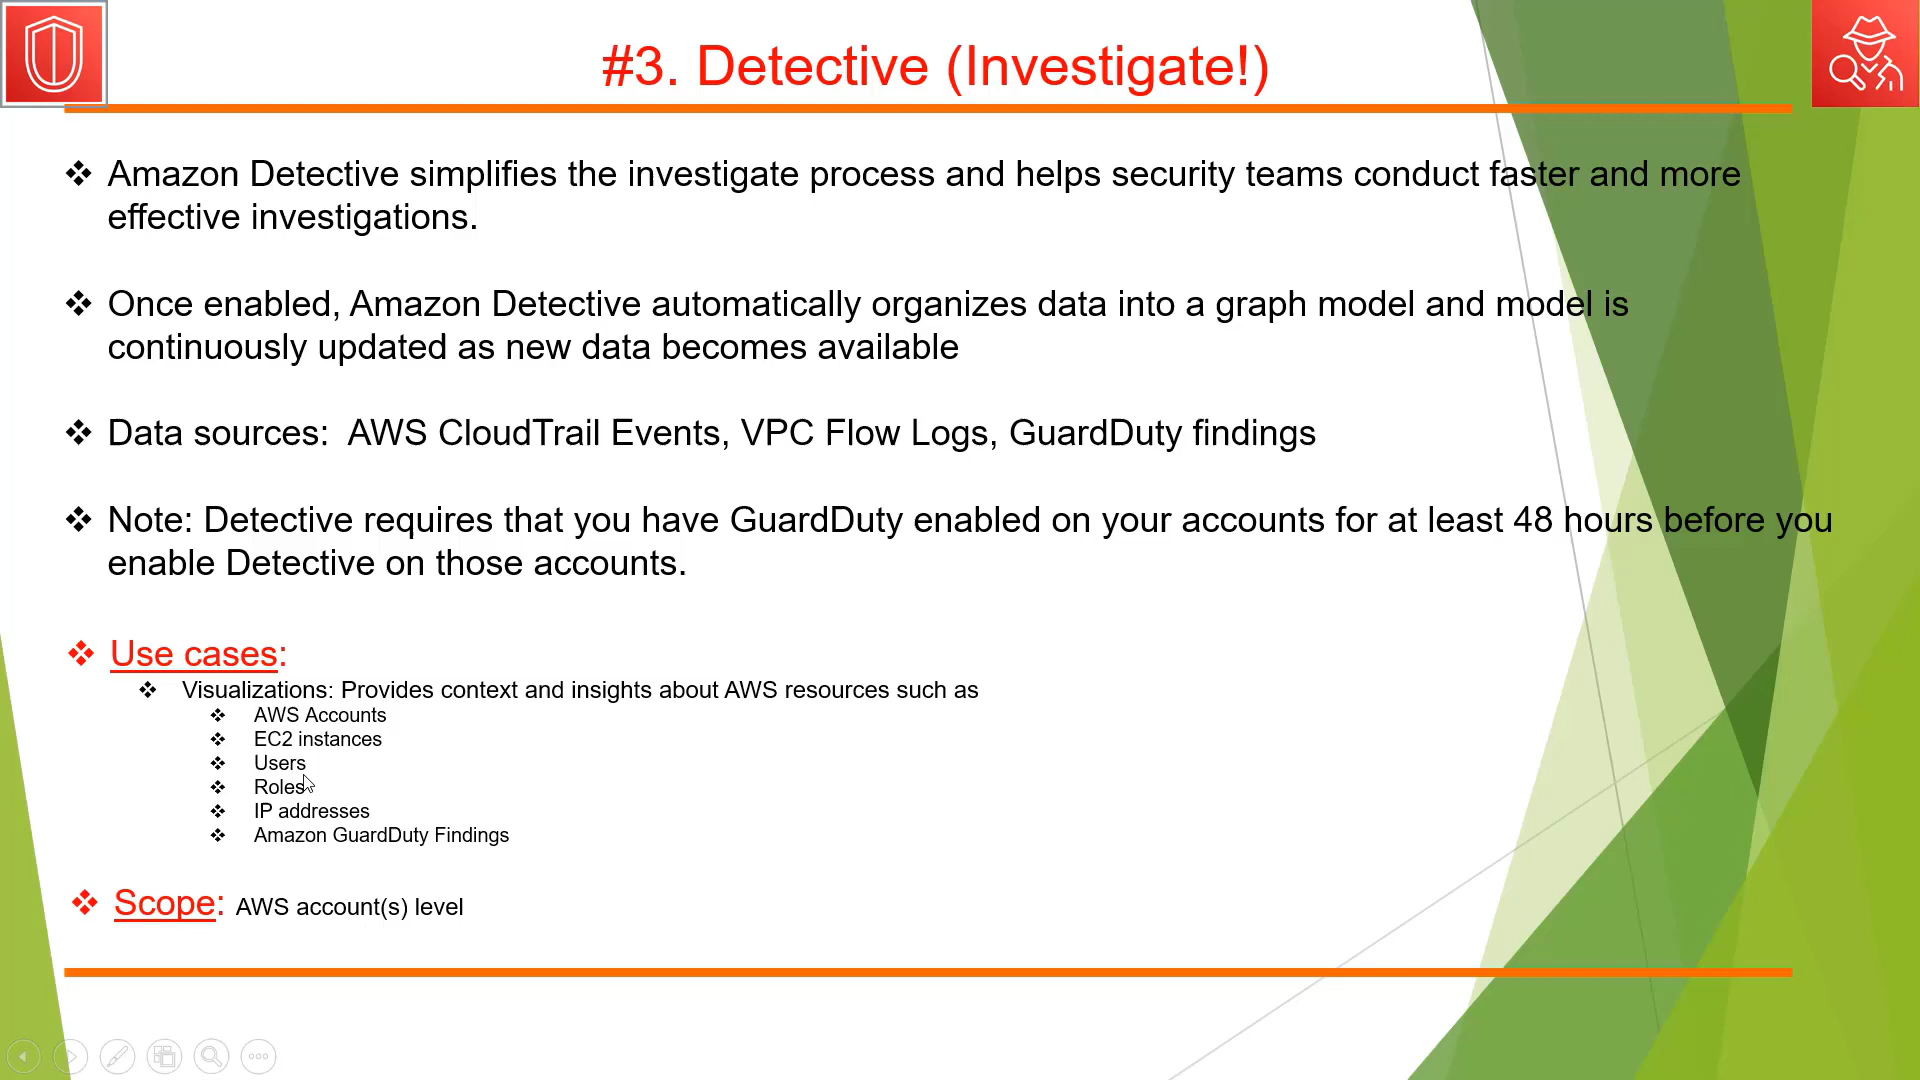 #3. Detective (Investigate!)
Amazon Detective simplifies the investigate process and helps security teams conduct faster and more
effective investigations.
Once enabled, Amazon Detective automatically organizes data into a graph model and model is
continuously updated as new data becomes available
Data sources: AWS CloudTrail Events, VPC Flow Logs, GuardDuty findings
Note: Detective requires that you have GuardDuty enabled on your accounts for at least 48 hours before you
enable Detective on those accounts.
Use cases:
Visualizations: Provides context and insights about AWS resources such as
AWS Accounts
EC2 instances
Users
Roles
IP addresses
Amazon GuardDuty Findings
Scope: AWS account(s) level